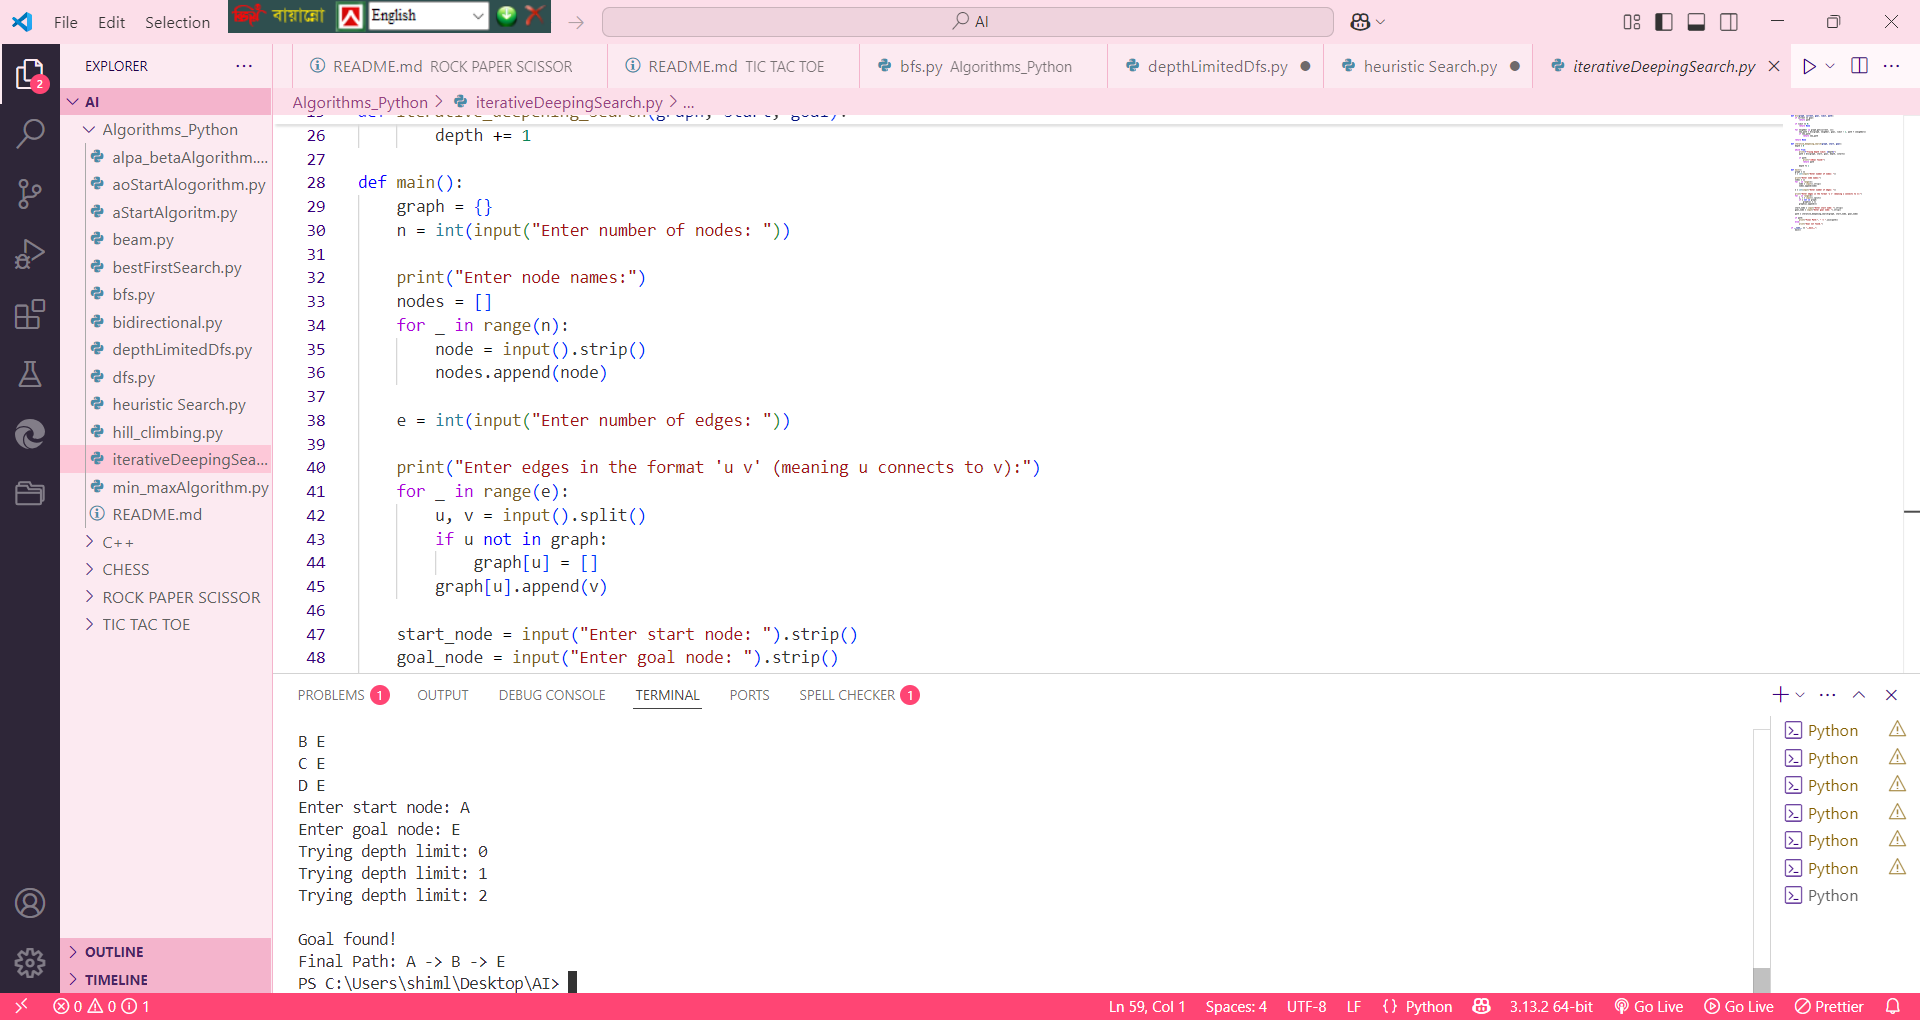 File Edit Selection
বায়ান্নো English
AI
EXPLORER
README.md ROCK PAPER SCISSOR
README.md TIC TAC TOE
bfs.py Algorithms_Python
depthLimitedDfs.py
heuristic Search.py
iterativeDeepingSearch.py
AI
Algorithms_Python
alpa_betaAlgorithm....
aoStartAlogorithm.py
aStartAlgoritm.py
beam.py
bestFirstSearch.py
bfs.py
bidirectional.py
depthLimitedDfs.py
dfs.py
heuristic Search.py
hill_climbing.py
iterativeDeepingSea...
min_maxAlgorithm.py
README.md
C++
CHESS
ROCK PAPER SCISSOR
TIC TAC TOE
OUTLINE
TIMELINE
Algorithms_Python > iterativeDeepingSearch.py > ...
19 def iterative_deepening_search(graph, start, goal):
26 depth += 1
27
28 def main():
29 graph = {}
30 n = int(input("Enter number of nodes: "))
31
32 print("Enter node names:")
33 nodes = []
34 for _ in range(n):
35 node = input().strip()
36 nodes.append(node)
37
38 e = int(input("Enter number of edges: "))
39
40 print("Enter edges in the format 'u v' (meaning u connects to v):")
41 for _ in range(e):
42 u, v = input().split()
43 if u not in graph:
44 graph[u] = []
45 graph[u].append(v)
46
47 start_node = input("Enter start node: ").strip()
48 goal_node = input("Enter goal node: ").strip()
PROBLEMS 1 OUTPUT DEBUG CONSOLE TERMINAL PORTS SPELL CHECKER 1
B E
C E
D E
Enter start node: A
Enter goal node: E
Trying depth limit: 0
Trying depth limit: 1
Trying depth limit: 2
Goal found!
Final Path: A -> B -> E
PS C:\Users\shiml\Desktop\AI>
Python
Python
Python
Python
Python
Python
Python
2
0 0 1
Ln 59, Col 1 Spaces: 4 UTF-8 LF {} Python 3.13.2 64-bit Go Live Go Live Prettier